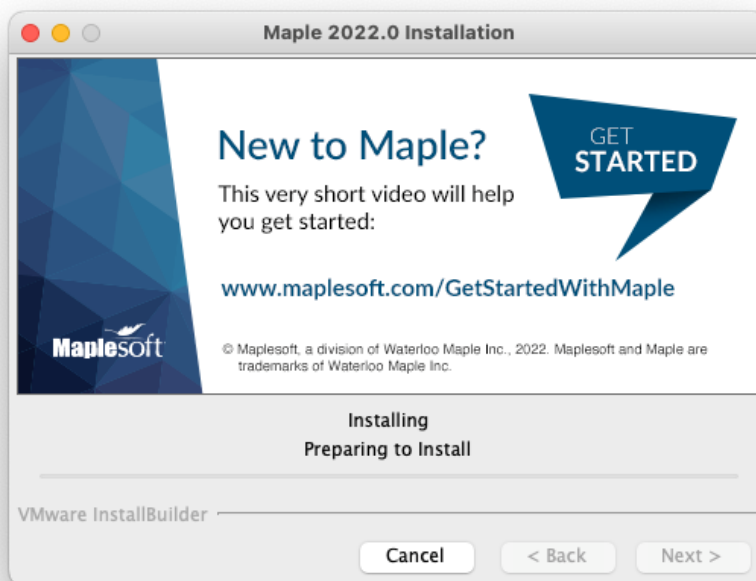 Maple 2022.0 Installation
New to Maple?
This very short video will help
you get started:
GET
STARTED
www.maplesoft.com/GetStartedWithMaple
Maplesoft
© Maplesoft, a division of Waterloo Maple Inc., 2022. Maplesoft and Maple are
trademarks of Waterloo Maple Inc.
Installing
Preparing to Install
VMware InstallBuilder
Cancel
< Back
Next >